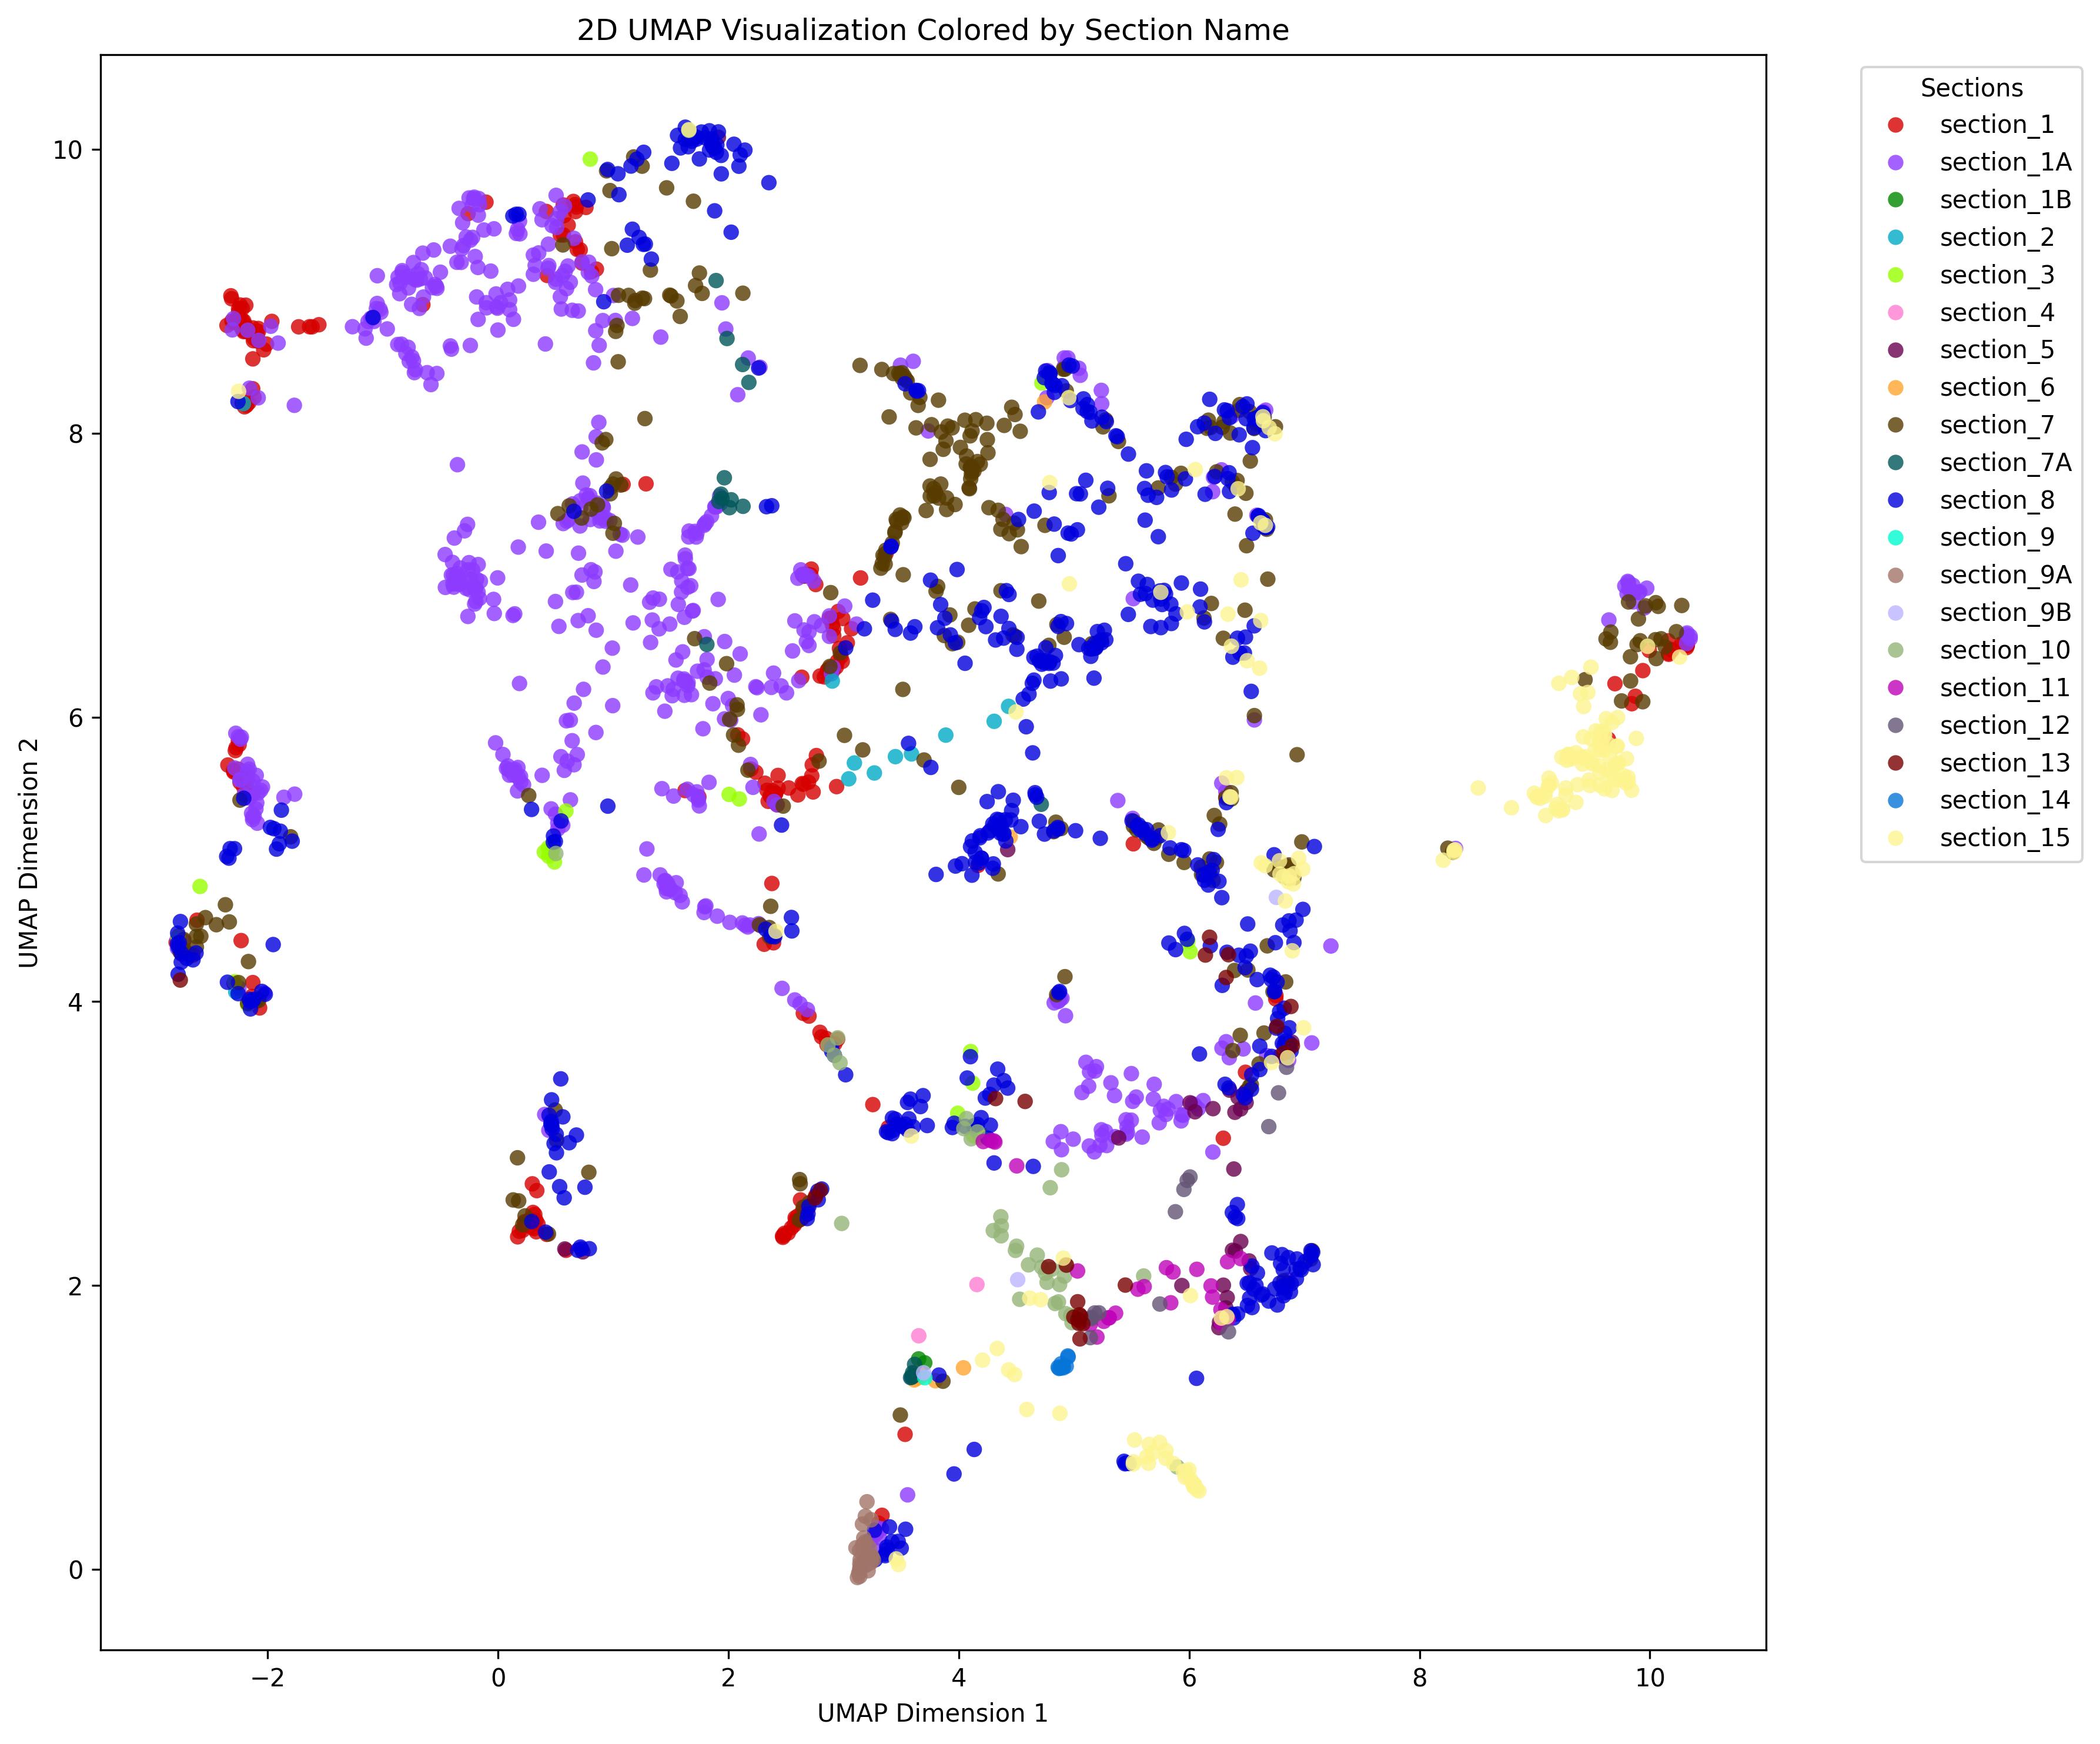 2D UMAP Visualization Colored by Section Name
UMAP Dimension 2
10
8
6
4
2
0
−2 0 2 4 6 8 10
UMAP Dimension 1
Sections
section_1
section_1A
section_1B
section_2
section_3
section_4
section_5
section_6
section_7
section_7A
section_8
section_9
section_9A
section_9B
section_10
section_11
section_12
section_13
section_14
section_15